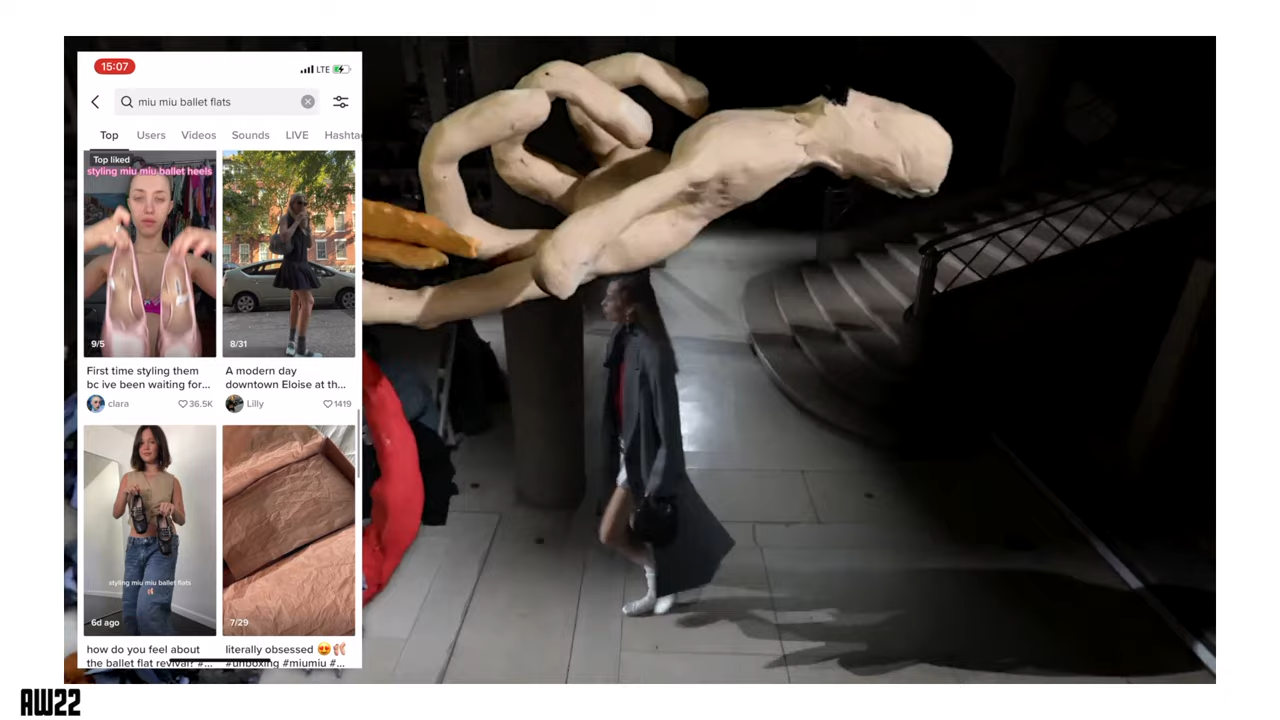 15:07
LTE
miu miu ballet flats
Top Users Videos Sounds LIVE Hashta
Top liked
styling miu miu ballet heels
9/5
8/31
First time styling them
bc ive been waiting for...
clara
36.5K
A modern day
downtown Eloise at th...
Lilly
1419
styling miu miu ballet flats
6d ago
7/29
how do you feel about
the ballet flat revival? #...
literally obsessed 😍🩰
#unboxing #miumiu #...
AW22